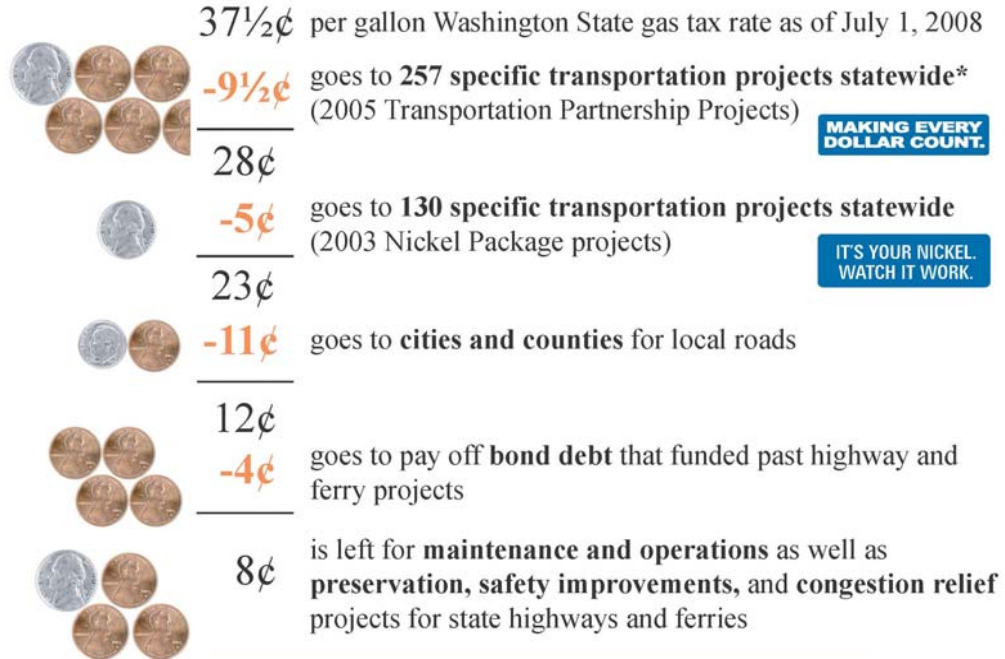 37½¢ per gallon Washington State gas tax rate as of July 1, 2008
-9½¢ goes to 257 specific transportation projects statewide*
(2005 Transportation Partnership Projects)
MAKING EVERY
DOLLAR COUNT.
28¢
-5¢ goes to 130 specific transportation projects statewide
(2003 Nickel Package projects)
IT'S YOUR NICKEL.
WATCH IT WORK.
23¢
-11¢ goes to cities and counties for local roads
12¢
-4¢ goes to pay off bond debt that funded past highway and
ferry projects
8¢ is left for maintenance and operations as well as
preservation, safety improvements, and congestion relief
projects for state highways and ferries